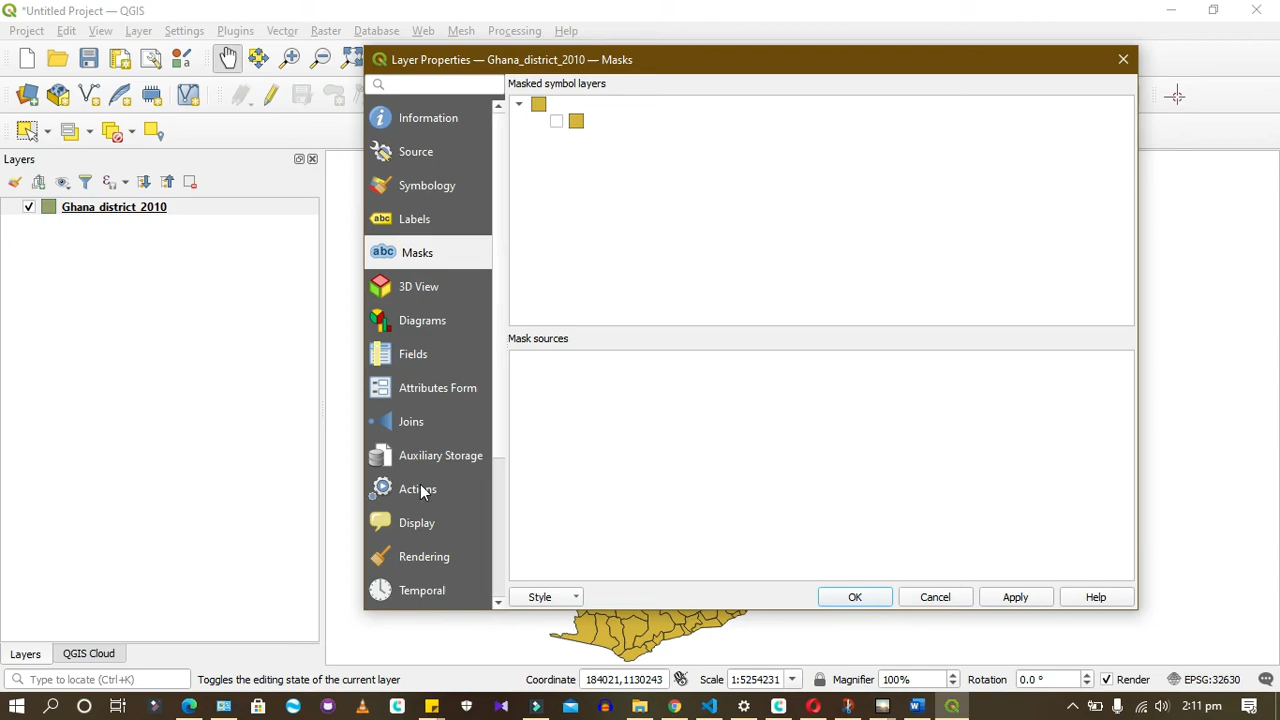 *Untitled Project — QGIS
Project Edit View Layer Settings Plugins Vector Raster Database Web Mesh Processing Help
Layer Properties — Ghana_district_2010 — Masks
Masked symbol layers
Information
Source
Layers
Symbology
Ghana_district_2010
Labels
abc Masks
3D View
Diagrams
Mask sources
Fields
Attributes Form
Joins
Auxiliary Storage
Actions
Display
Rendering
Temporal
Style OK Cancel Apply Help
Layers QGIS Cloud
Type to locate (Ctrl+K) Toggles the editing state of the current layer Coordinate 184021,1130243 Scale 1:5254231 Magnifier 100% Rotation 0.0 ° Render EPSG:32630
2:11 pm